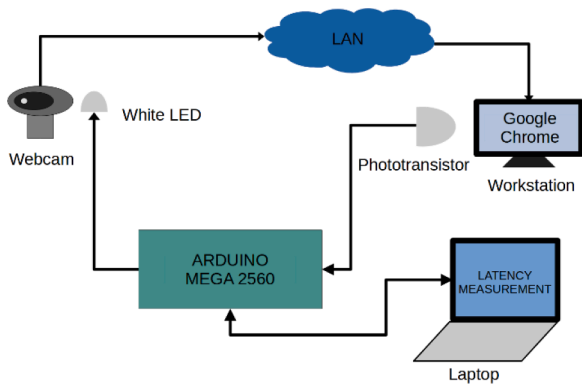 LAN
White LED
Webcam
Google
Chrome
Phototransistor
Workstation
ARDUINO
MEGA 2560
LATENCY
MEASUREMENT
Laptop